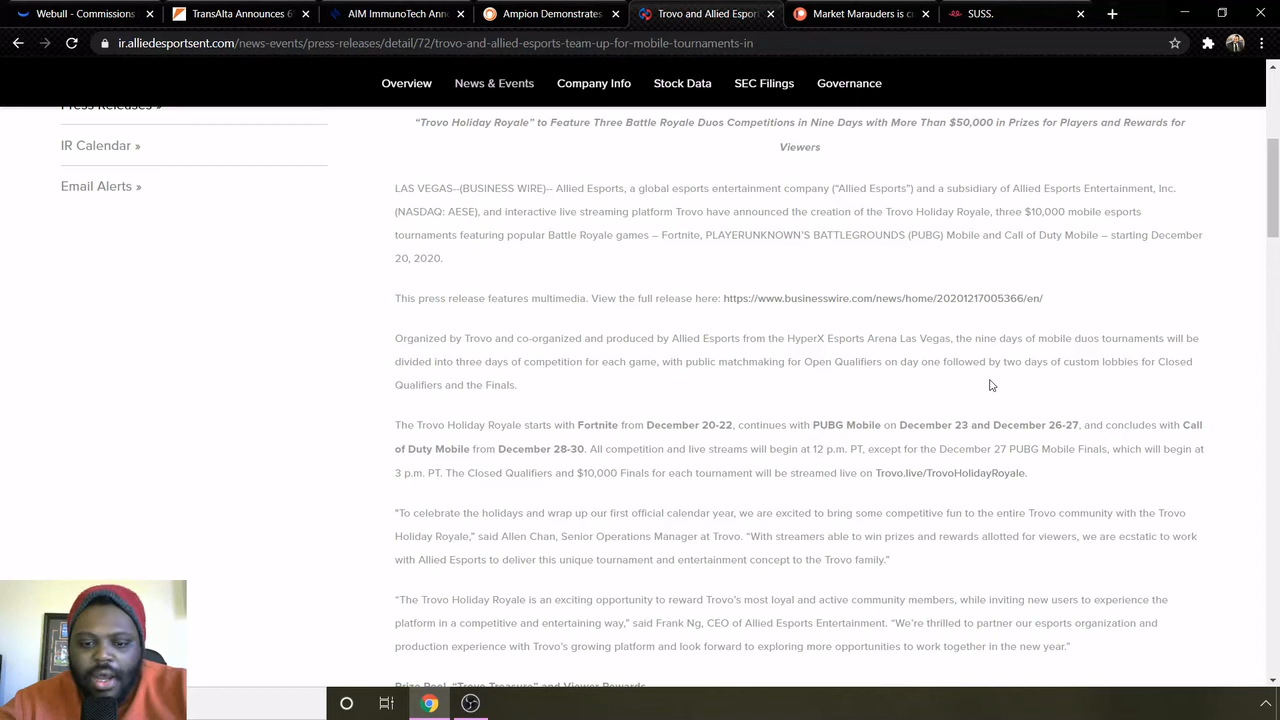 Webull - Commissions
TransAlta Announces 6
AIM ImmunoTech Ann
Ampion Demonstrates
Trovo and Allied Espor
Market Marauders is c
SUSS.
ir.alliedesportsent.com/news-events/press-releases/detail/72/trovo-and-allied-esports-team-up-for-mobile-tournaments-in
Overview
News & Events
Company Info
Stock Data
SEC Filings
Governance
Press Releases »
IR Calendar »
Email Alerts »
“Trovo Holiday Royale” to Feature Three Battle Royale Duos Competitions in Nine Days with More Than $50,000 in Prizes for Players and Rewards for
Viewers
LAS VEGAS--(BUSINESS WIRE)-- Allied Esports, a global esports entertainment company (“Allied Esports”) and a subsidiary of Allied Esports Entertainment, Inc.
(NASDAQ: AESE), and interactive live streaming platform Trovo have announced the creation of the Trovo Holiday Royale, three $10,000 mobile esports
tournaments featuring popular Battle Royale games – Fortnite, PLAYERUNKNOWN’S BATTLEGROUNDS (PUBG) Mobile and Call of Duty Mobile – starting December
20, 2020.
This press release features multimedia. View the full release here: https://www.businesswire.com/news/home/20201217005366/en/
Organized by Trovo and co-organized and produced by Allied Esports from the HyperX Esports Arena Las Vegas, the nine days of mobile duos tournaments will be
divided into three days of competition for each game, with public matchmaking for Open Qualifiers on day one followed by two days of custom lobbies for Closed
Qualifiers and the Finals.
The Trovo Holiday Royale starts with Fortnite from December 20-22, continues with PUBG Mobile on December 23 and December 26-27, and concludes with Call
of Duty Mobile from December 28-30. All competition and live streams will begin at 12 p.m. PT, except for the December 27 PUBG Mobile Finals, which will begin at
3 p.m. PT. The Closed Qualifiers and $10,000 Finals for each tournament will be streamed live on Trovo.live/TrovoHolidayRoyale.
"To celebrate the holidays and wrap up our first official calendar year, we are excited to bring some competitive fun to the entire Trovo community with the Trovo
Holiday Royale,” said Allen Chan, Senior Operations Manager at Trovo. “With streamers able to win prizes and rewards allotted for viewers, we are ecstatic to work
with Allied Esports to deliver this unique tournament and entertainment concept to the Trovo family.”
“The Trovo Holiday Royale is an exciting opportunity to reward Trovo’s most loyal and active community members, while inviting new users to experience the
platform in a competitive and entertaining way,” said Frank Ng, CEO of Allied Esports Entertainment. “We’re thrilled to partner our esports organization and
production experience with Trovo’s growing platform and look forward to exploring more opportunities to work together in the new year.”
Prize Pool, “Trovo Treasure” and Viewer Rewards